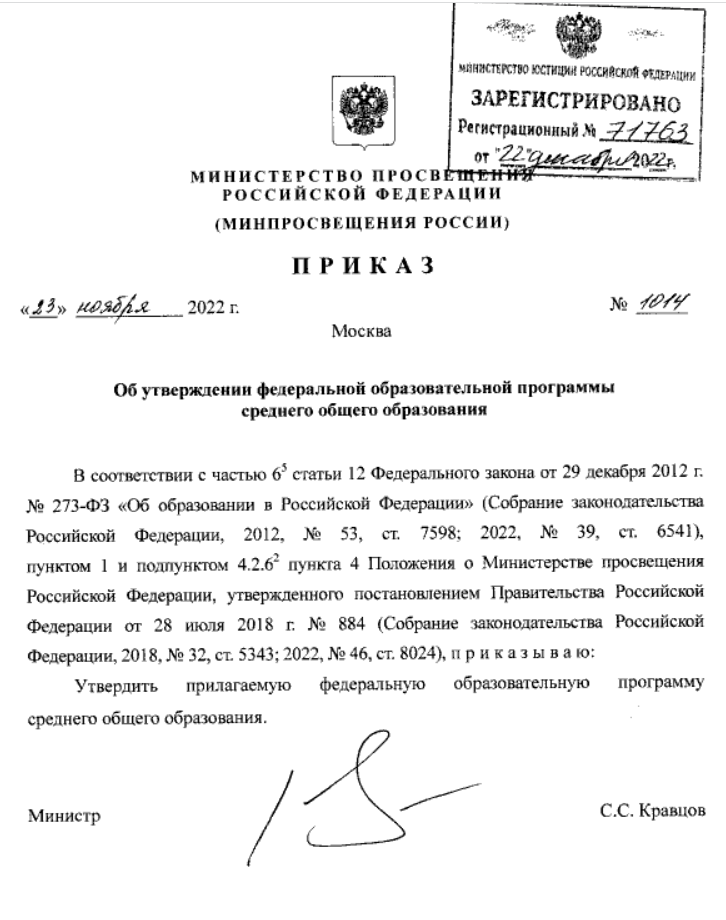 МИНИСТЕРСТВО ЮСТИЦИИ РОССИЙСКОЙ ФЕДЕРАЦИИ
ЗАРЕГИСТРИРОВАНО
Регистрационный № 71763
от "22" декабря 2022г.
МИНИСТЕРСТВО ПРОСВЕЩЕНИЯ
РОССИЙСКОЙ ФЕДЕРАЦИИ
(МИНПРОСВЕЩЕНИЯ РОССИИ)
ПРИКАЗ
«23» ноября 2022 г. № 1014
Москва
Об утверждении федеральной образовательной программы
среднего общего образования
В соответствии с частью 6⁵ статьи 12 Федерального закона от 29 декабря 2012 г.
№ 273-ФЗ «Об образовании в Российской Федерации» (Собрание законодательства
Российской Федерации, 2012, № 53, ст. 7598; 2022, № 39, ст. 6541),
пунктом 1 и подпунктом 4.2.6² пункта 4 Положения о Министерстве просвещения
Российской Федерации, утвержденного постановлением Правительства Российской
Федерации от 28 июля 2018 г. № 884 (Собрание законодательства Российской
Федерации, 2018, № 32, ст. 5343; 2022, № 46, ст. 8024), п р и к а з ы в а ю:
Утвердить прилагаемую федеральную образовательную программу
среднего общего образования.
Министр С.С. Кравцов